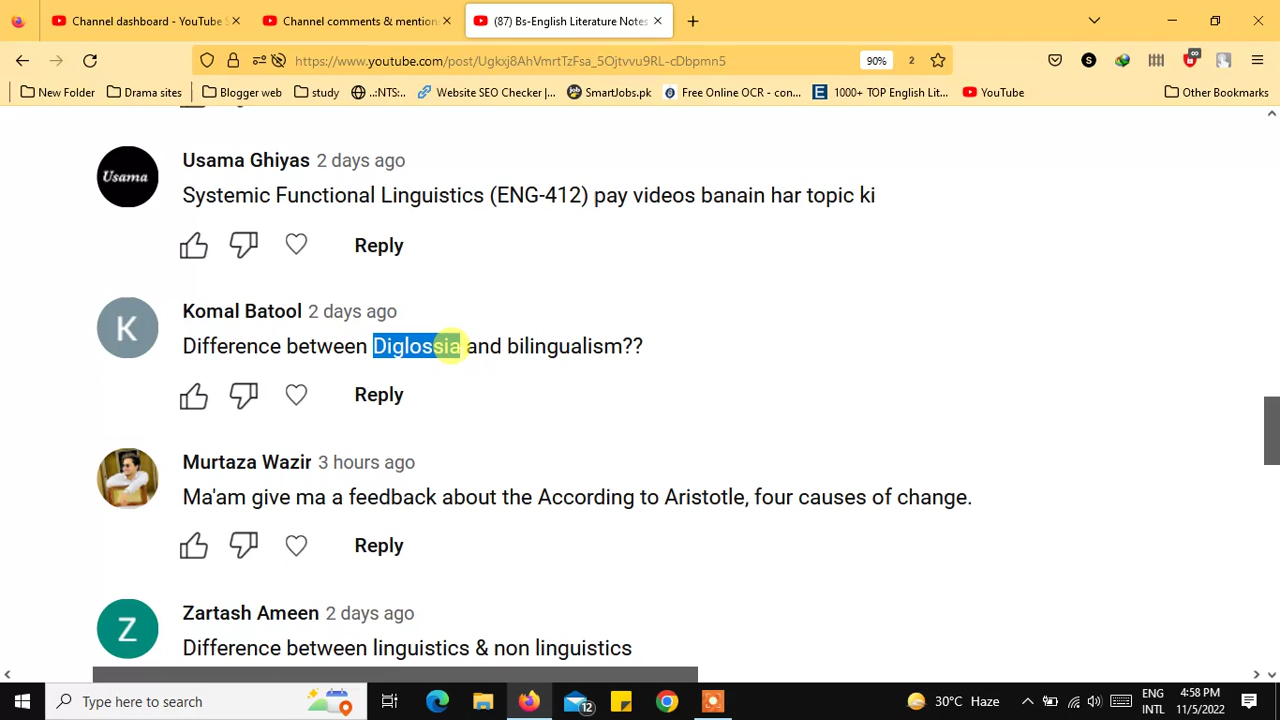 Channel dashboard - YouTube S
Channel comments & mention
(87) Bs-English Literature Notes
https://www.youtube.com/post/Ugkxj8AhVmrtTzFsa_5Ojtvvu9RL-cDbpmn5
90%
2
New Folder
Drama sites
Blogger web
study
..:NTS:..
Website SEO Checker |...
SmartJobs.pk
Free Online OCR - con...
1000+ TOP English Lit...
YouTube
Other Bookmarks
Usama
Usama Ghiyas 2 days ago
Systemic Functional Linguistics (ENG-412) pay videos banain har topic ki
Reply
K
Komal Batool 2 days ago
Difference between Diglossia and bilingualism??
Reply
Murtaza Wazir 3 hours ago
Ma'am give ma a feedback about the According to Aristotle, four causes of change.
Reply
Z
Zartash Ameen 2 days ago
Difference between linguistics & non linguistics
Type here to search
12
30°C Haze
ENG
INTL
4:58 PM
11/5/2022